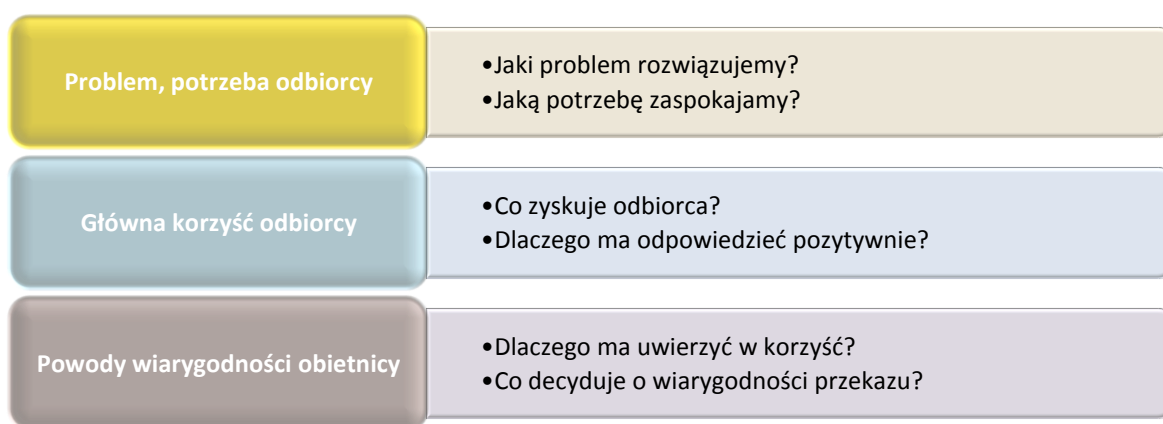 Problem, potrzeba odbiorcy
•Jaki problem rozwiązujemy?
•Jaką potrzebę zaspokajamy?
Główna korzyść odbiorcy
•Co zyskuje odbiorca?
•Dlaczego ma odpowiedzieć pozytywnie?
Powody wiarygodności obietnicy
•Dlaczego ma uwierzyć w korzyść?
•Co decyduje o wiarygodności przekazu?